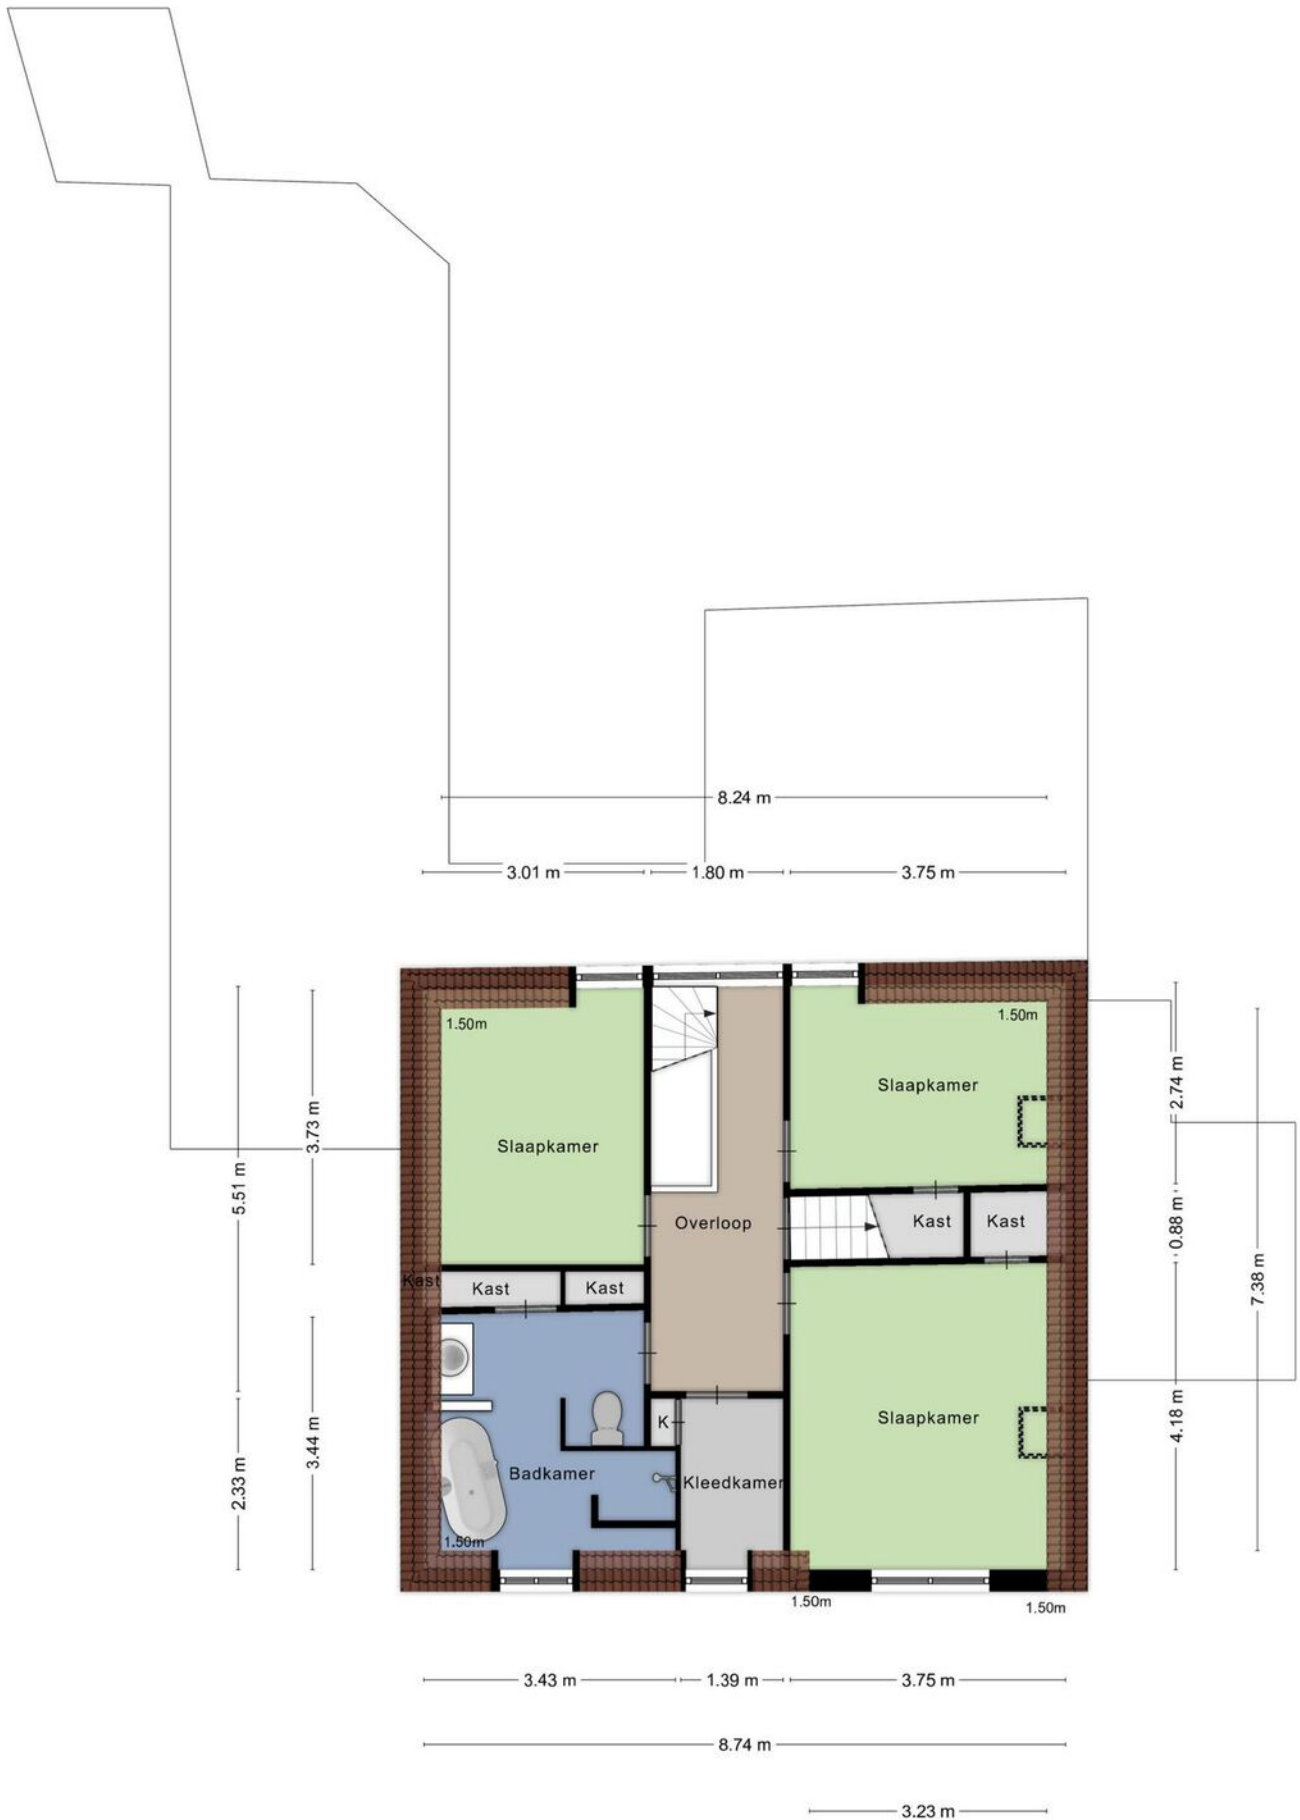 8.24 m
3.01 m
1.80 m
3.75 m
1.50m
1.50m
2.74 m
Slaapkamer
3.73 m
Slaapkamer
5.51 m
Overloop
Kast
Kast
0.88 m
7.38 m
Kast
Kast
Kast
K
Slaapkamer
4.18 m
3.44 m
2.33 m
Badkamer
Kleedkamer
1.50m
1.50m
1.50m
3.43 m
1.39 m
3.75 m
8.74 m
3.23 m